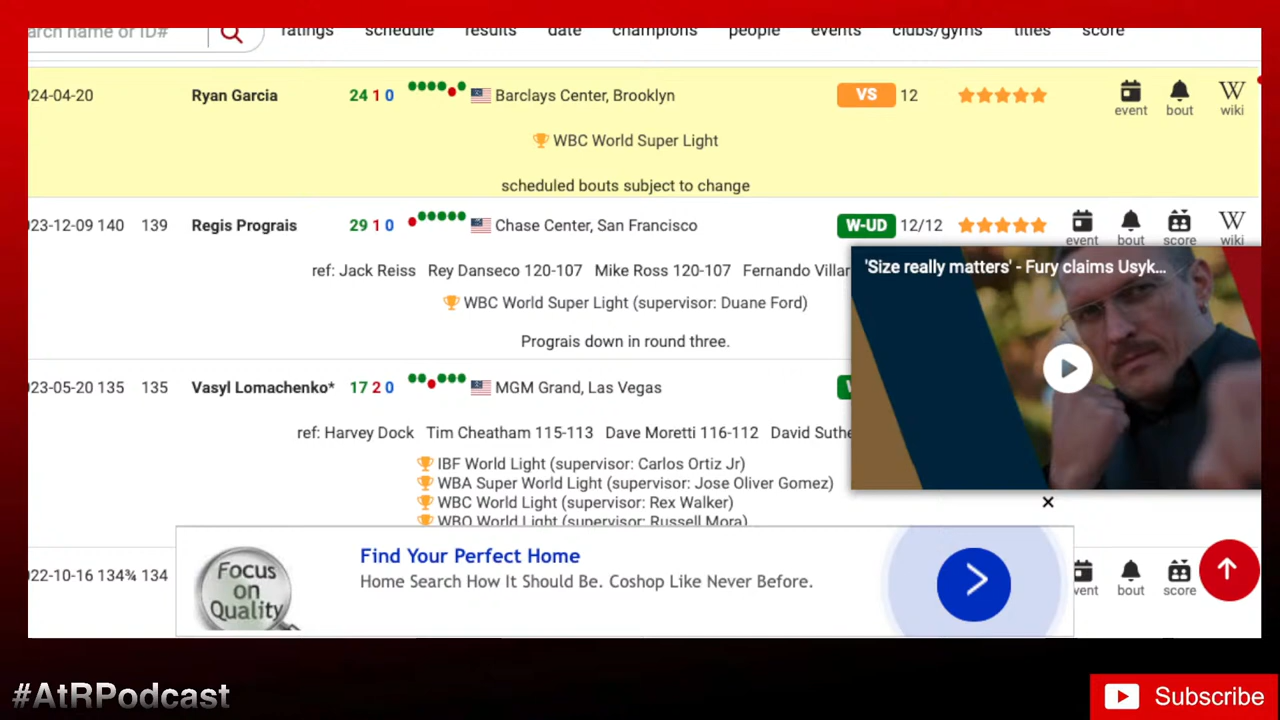 arch name or ID# ratings schedule results date champions people events clubs/gyms titles score
024-04-20 Ryan Garcia 24 1 0 Barclays Center, Brooklyn VS 12 event bout W wiki
WBC World Super Light
scheduled bouts subject to change
023-12-09 140 139 Regis Prograis 29 1 0 Chase Center, San Francisco W-UD 12/12 event bout score W wiki
ref: Jack Reiss Rey Danseco 120-107 Mike Ross 120-107 Fernando Villar
WBC World Super Light (supervisor: Duane Ford)
Prograis down in round three.
'Size really matters' - Fury claims Usyk...
023-05-20 135 135 Vasyl Lomachenko* 17 2 0 MGM Grand, Las Vegas
ref: Harvey Dock Tim Cheatham 115-113 Dave Moretti 116-112 David Suthe
IBF World Light (supervisor: Carlos Ortiz Jr)
WBA Super World Light (supervisor: Jose Oliver Gomez)
WBC World Light (supervisor: Rex Walker)
WBO World Light (supervisor: Russell Mora)
022-10-16 134¾ 134 vent bout score
Focus on Quality
Find Your Perfect Home
Home Search How It Should Be. Coshop Like Never Before.
#AtRPodcast
Subscribe